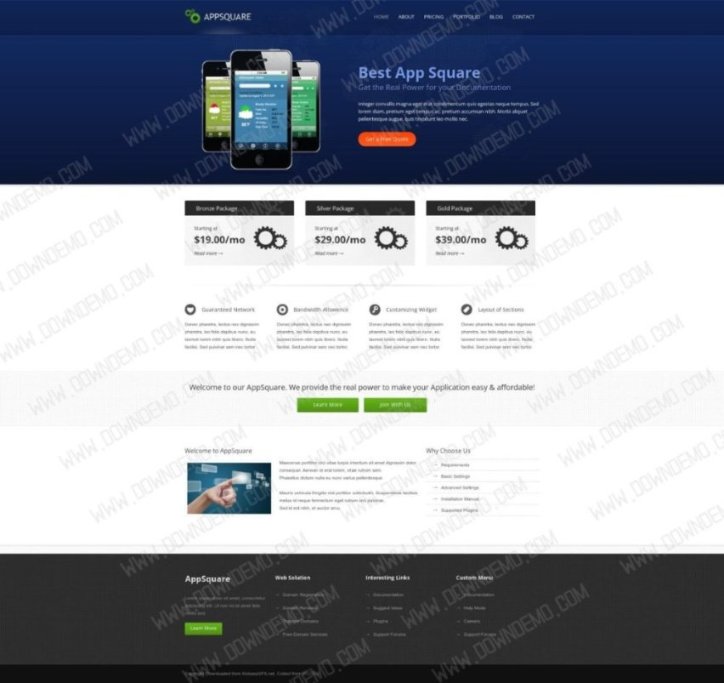 APPSQUARE
HOME ABOUT PRICING PORTFOLIO BLOG CONTACT
Best App Square
Get the Real Power for your Documentation
Integer convallis magna eget erat condimentum quis egestas neque tempus. Sed
lorem diam, pretium eget cursus ac, pretium accumsan nibh. Morbi aliquet
pellentesque augue, quis tincidunt leo mollis nec.
Get a Free Quote
Bronze Package
Starting at
$19.00/mo
Read more →
Silver Package
Starting at
$29.00/mo
Read more →
Gold Package
Starting at
$39.00/mo
Read more →
Guaranteed Network
Donec pharetra, lectus nec dignissim
pharetra, leo felis dapibus nunc, eu
laoreet lorem nibh quis libero. Nulla
facilisi. Sed pulvinar sem nec tortor
Bandwidth Allowence
Donec pharetra, lectus nec dignissim
pharetra, leo felis dapibus nunc, eu
laoreet lorem nibh quis libero. Nulla
facilisi. Sed pulvinar sem nec tortor
Customizing Widget
Donec pharetra, lectus nec dignissim
pharetra, leo felis dapibus nunc, eu
laoreet lorem nibh quis libero. Nulla
facilisi. Sed pulvinar sem nec tortor
Layout of Sections
Donec pharetra, lectus nec dignissim
pharetra, leo felis dapibus nunc, eu
laoreet lorem nibh quis libero. Nulla
facilisi. Sed pulvinar sem nec tortor
Welcome to our AppSquare. We provide the real power to make your Application easy & affordable!
Learn More
Join With Us
Welcome to AppSquare
Maecenas porttitor nisl vitae turpis interdum sit amet dignissim dolor
consequat. Aenean id erat lorem, vitae rutrum sem.
Phasellus dictum nulla eu nunc varius pellentesque.
Mauris vehicula fringilla nisl porttitor sollicitudin. Suspendisse facilisis,
metus id neque fermentum eget rutrum orci pulvinar.
Sed id est nibh, et auctor arcu.
Why Choose Us
→ Requirements
→ Basic Settings
→ Advanced Settings
→ Installation Manual
→ Supported Plugins
AppSquare
Learn More
Web Solution
→ Domain Registration
→ Domain Renewal
→ Domains
→ Free Domain Services
Interesting Links
→ Documentation
→ Suggest Ideas
→ Plugins
→ Support Forums
Custom Menu
→ Documentation
→ Help Mode
→ Careers
→ Support Forums
WWW.DOWNDEMO.COM